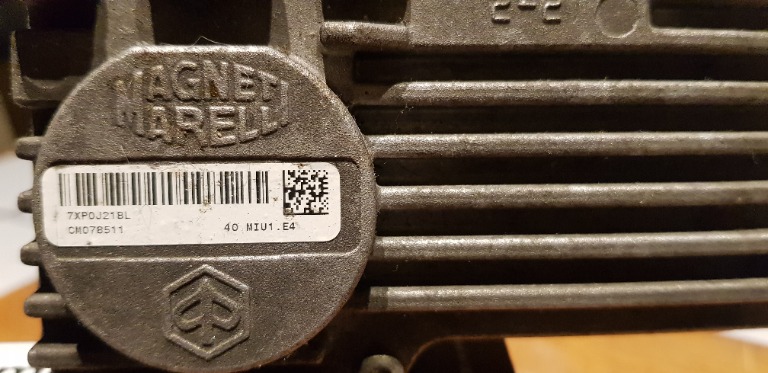 MAGNETI
MARELLI
7XP0J21BL
CM078511
40 MIU1.E4